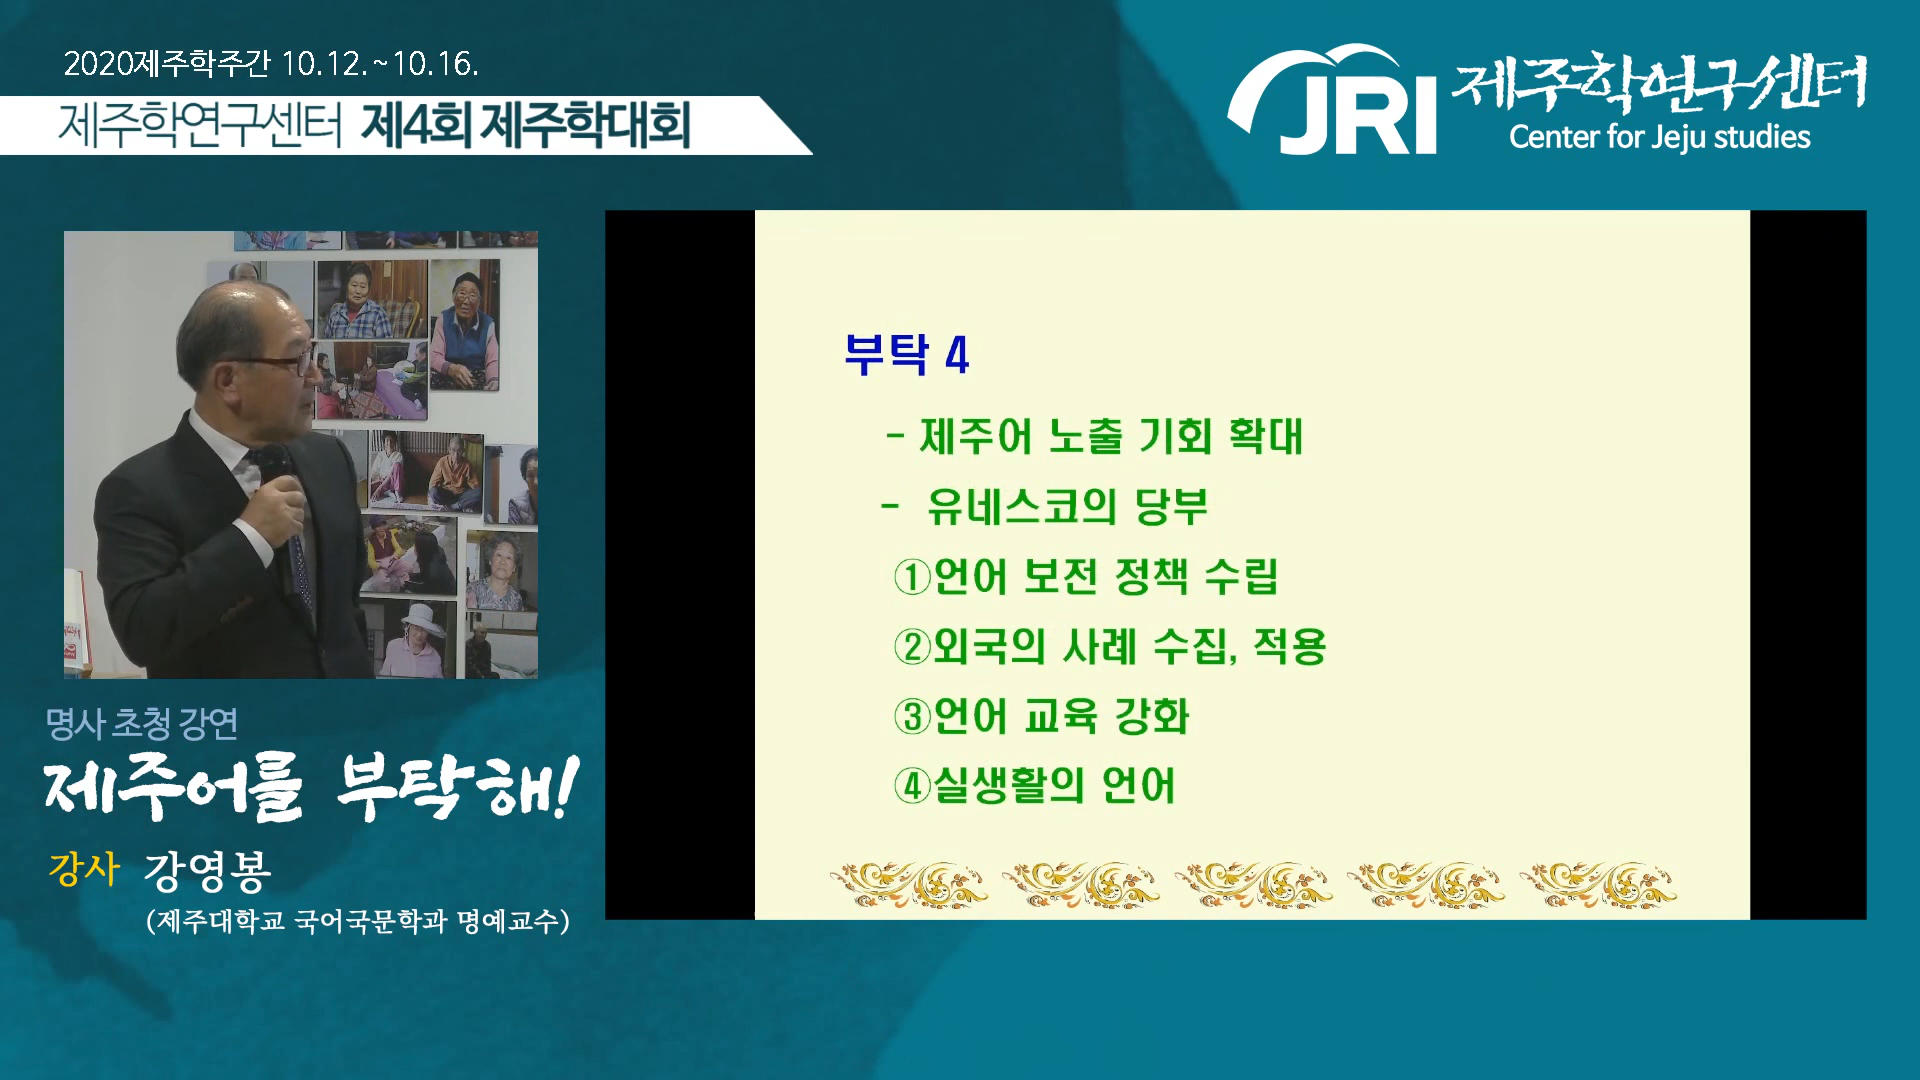 2020제주학주간 10.12.~10.16.
제주학연구센터 제4회 제주학대회
JRI 제주학연구센터
Center for Jeju studies
부탁 4
- 제주어 노출 기회 확대
- 유네스코의 당부
①언어 보전 정책 수립
②외국의 사례 수집, 적용
③언어 교육 강화
④실생활의 언어
명사 초청 강연
제주어를 부탁해!
강사 강영봉
(제주대학교 국어국문학과 명예교수)